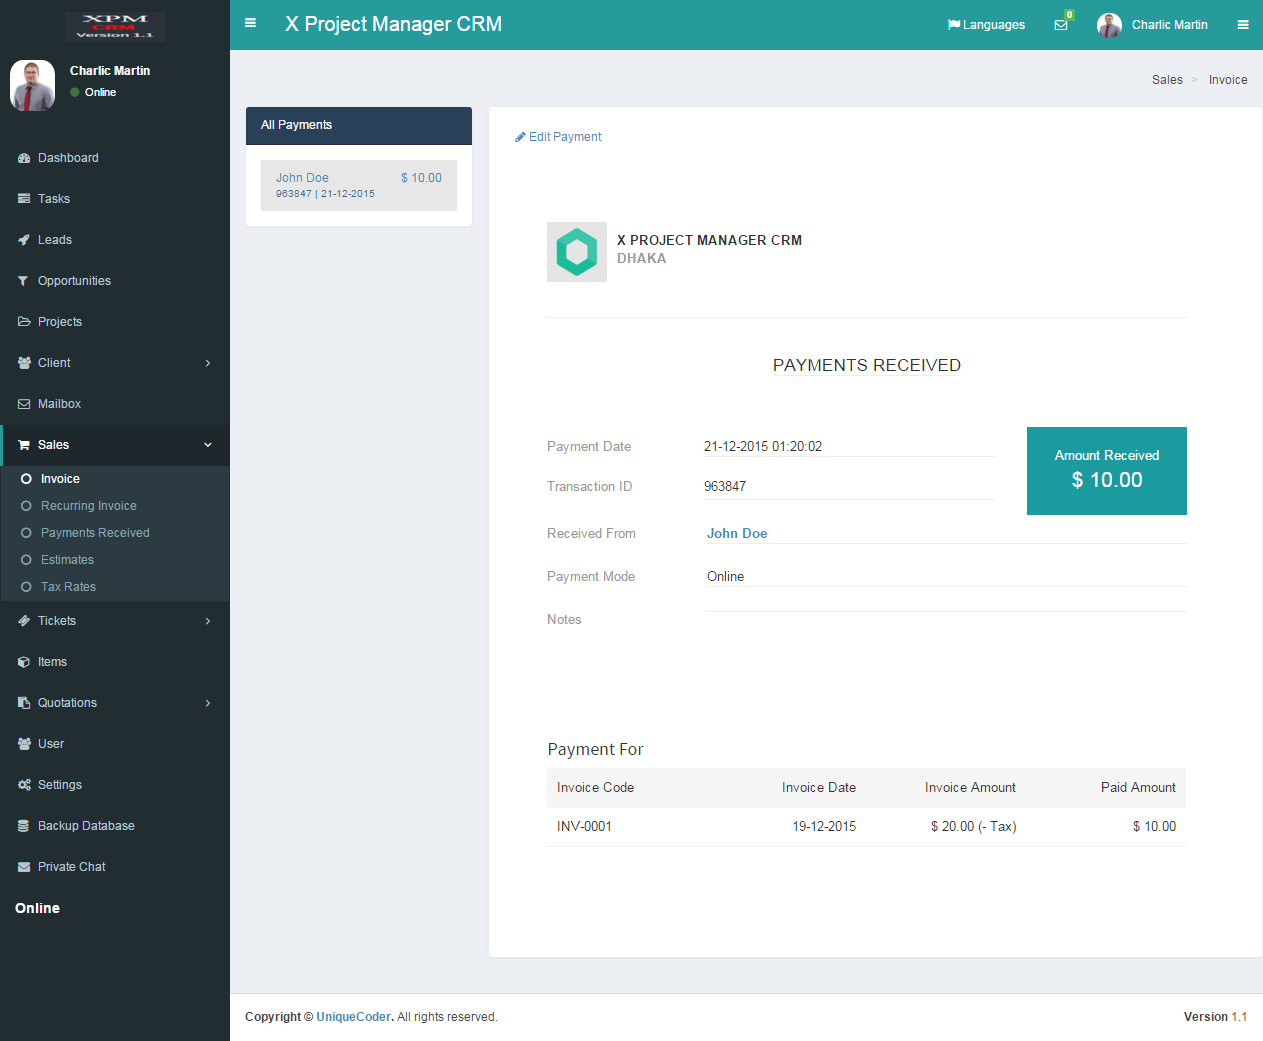 XPM
CRM
Version 1.1
X Project Manager CRM
Languages
0
Charlic Martin
Charlic Martin
Online
Sales > Invoice
Dashboard
Tasks
Leads
Opportunities
Projects
Client
Mailbox
Sales
Invoice
Recurring Invoice
Payments Received
Estimates
Tax Rates
Tickets
Items
Quotations
User
Settings
Backup Database
Private Chat
Online
All Payments
John Doe $ 10.00
963847 | 21-12-2015
Edit Payment
X PROJECT MANAGER CRM
DHAKA
PAYMENTS RECEIVED
Payment Date 21-12-2015 01:20:02
Transaction ID 963847
Amount Received
$ 10.00
Received From John Doe
Payment Mode Online
Notes
Payment For
Invoice Code Invoice Date Invoice Amount Paid Amount
INV-0001 19-12-2015 $ 20.00 (- Tax) $ 10.00
Copyright © UniqueCoder. All rights reserved.
Version 1.1